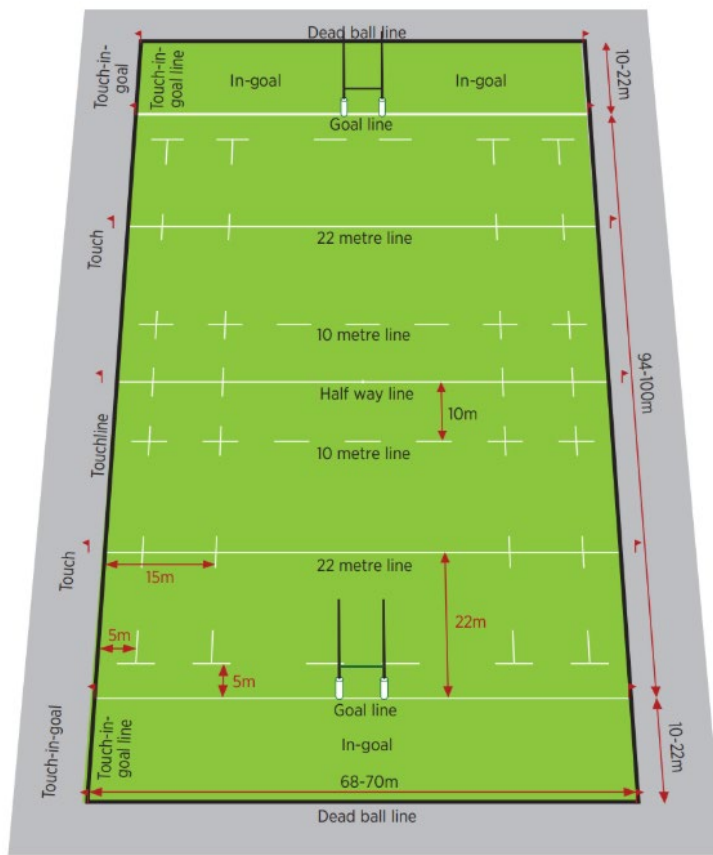 Dead ball line
Touch-in-
goal
Touch-in-
goal line
In-goal
In-goal
10-22m
Goal line
Touch
22 metre line
10 metre line
94-100m
Half way line
10m
Touchline
10 metre line
Touch
22 metre line
15m
22m
5m
5m
Goal line
Touch-in-goal
Touch-in-
goal line
In-goal
10-22m
68-70m
Dead ball line